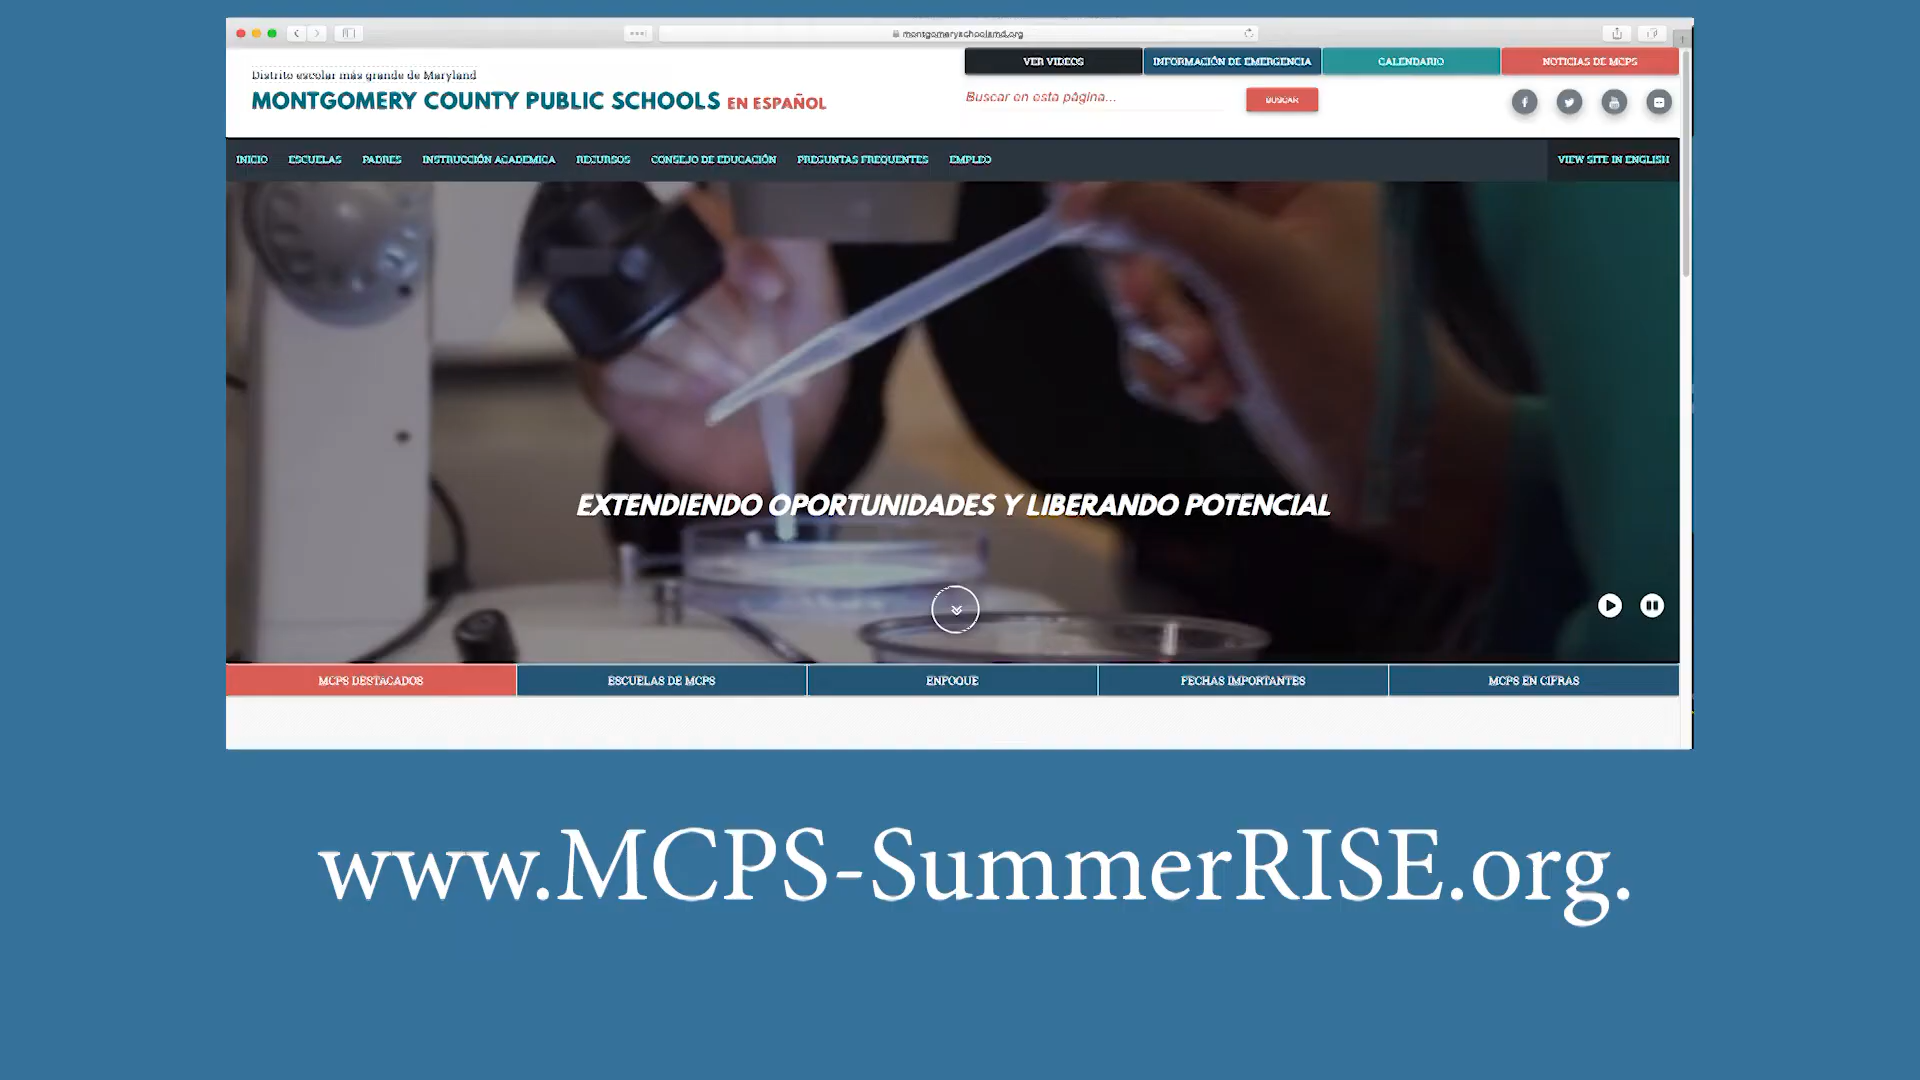 montgomeryschoolsmd.org
VER VIDEOS
INFORMACIÓN DE EMERGENCIA
CALENDARIO
NOTICIAS DE MCPS
Distrito escolar más grande de Maryland
MONTGOMERY COUNTY PUBLIC SCHOOLS EN ESPAÑOL
Buscar en esta página...
BUSCAR
INICIO
ESCUELAS
PADRES
INSTRUCCIÓN ACADEMICA
RECURSOS
CONSEJO DE EDUCACIÓN
PREGUNTAS FREQUENTES
EMPLEO
VIEW SITE IN ENGLISH
EXTENDIENDO OPORTUNIDADES Y LIBERANDO POTENCIAL
MCPS DESTACADOS
ESCUELAS DE MCPS
ENFOQUE
FECHAS IMPORTANTES
MCPS EN CIFRAS
www.MCPS-SummerRISE.org.